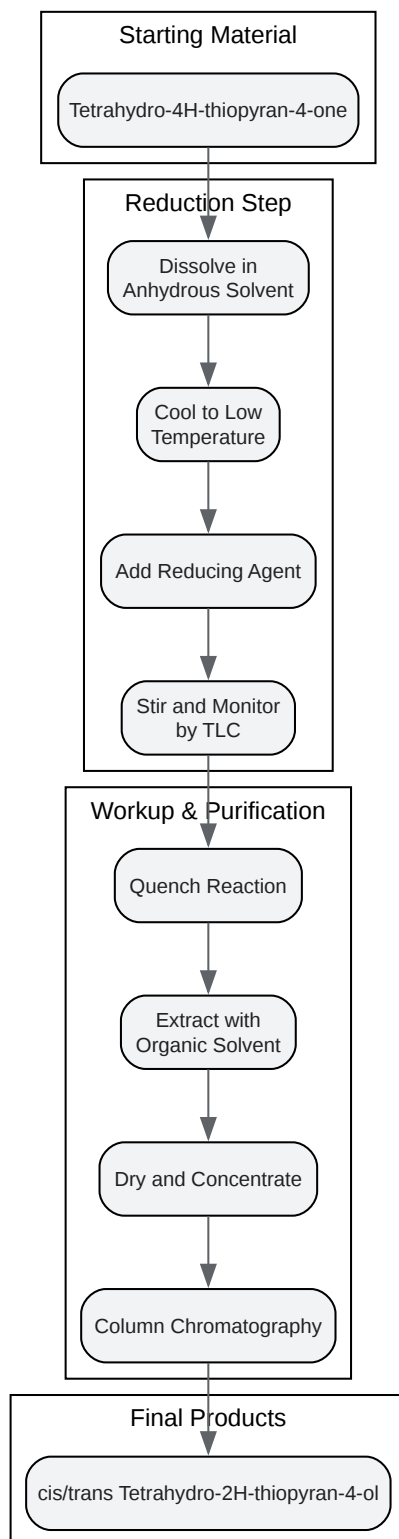 Starting Material
Tetrahydro-4H-thiopyran-4-one
Reduction Step
Dissolve in
Anhydrous Solvent
Cool to Low
Temperature
Add Reducing Agent
Stir and Monitor
by TLC
Workup & Purification
Quench Reaction
Extract with
Organic Solvent
Dry and Concentrate
Column Chromatography
Final Products
cis/trans Tetrahydro-2H-thiopyran-4-ol